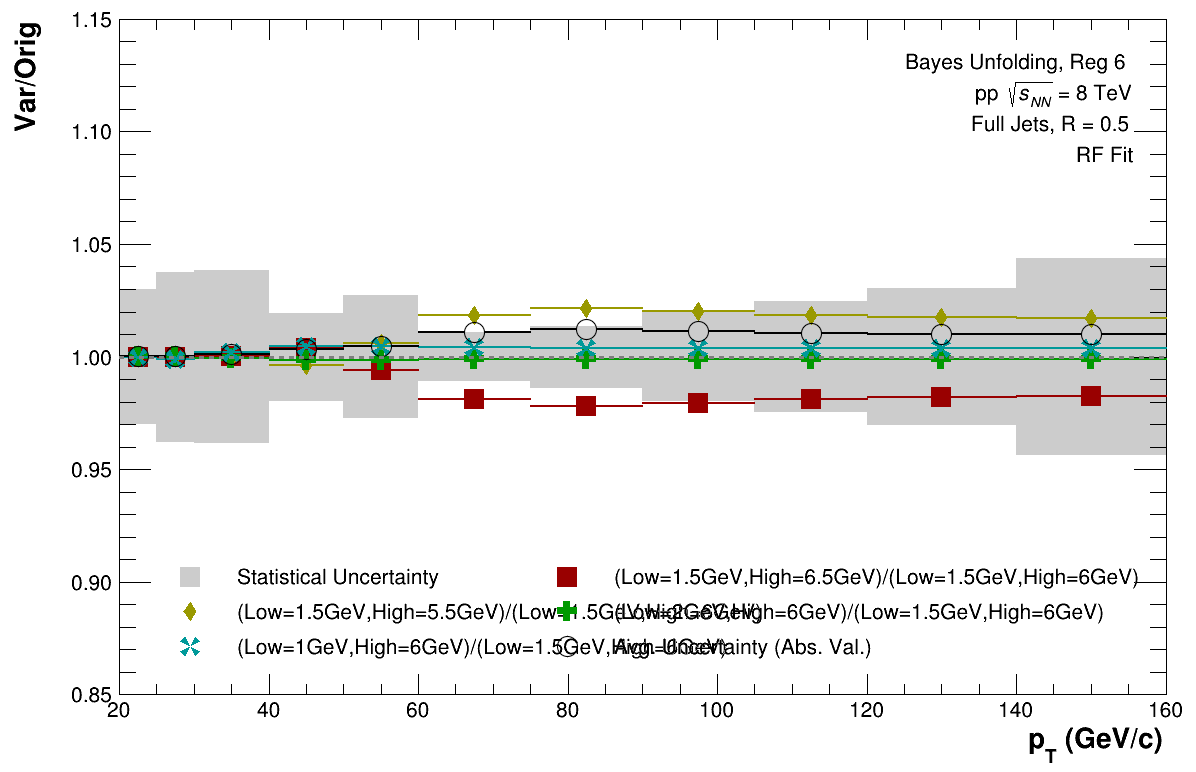 Var/Orig
1.15
1.10
1.05
1.00
0.95
0.90
0.85
Bayes Unfolding, Reg 6
pp √s_NN = 8 TeV
Full Jets, R = 0.5
RF Fit
Statistical Uncertainty
(Low=1.5GeV,High=6.5GeV)/(Low=1.5GeV,High=6GeV)
(Low=1.5GeV,High=5.5GeV)/(Low=1.5GeV,High=6GeV)
(Low=2GeV,High=6GeV)/(Low=1.5GeV,High=6GeV)
(Low=1GeV,High=6GeV)/(Low=1.5GeV,High=6GeV)
Avg. Uncertainty (Abs. Val.)
20 40 60 80 100 120 140 160
p_T (GeV/c)